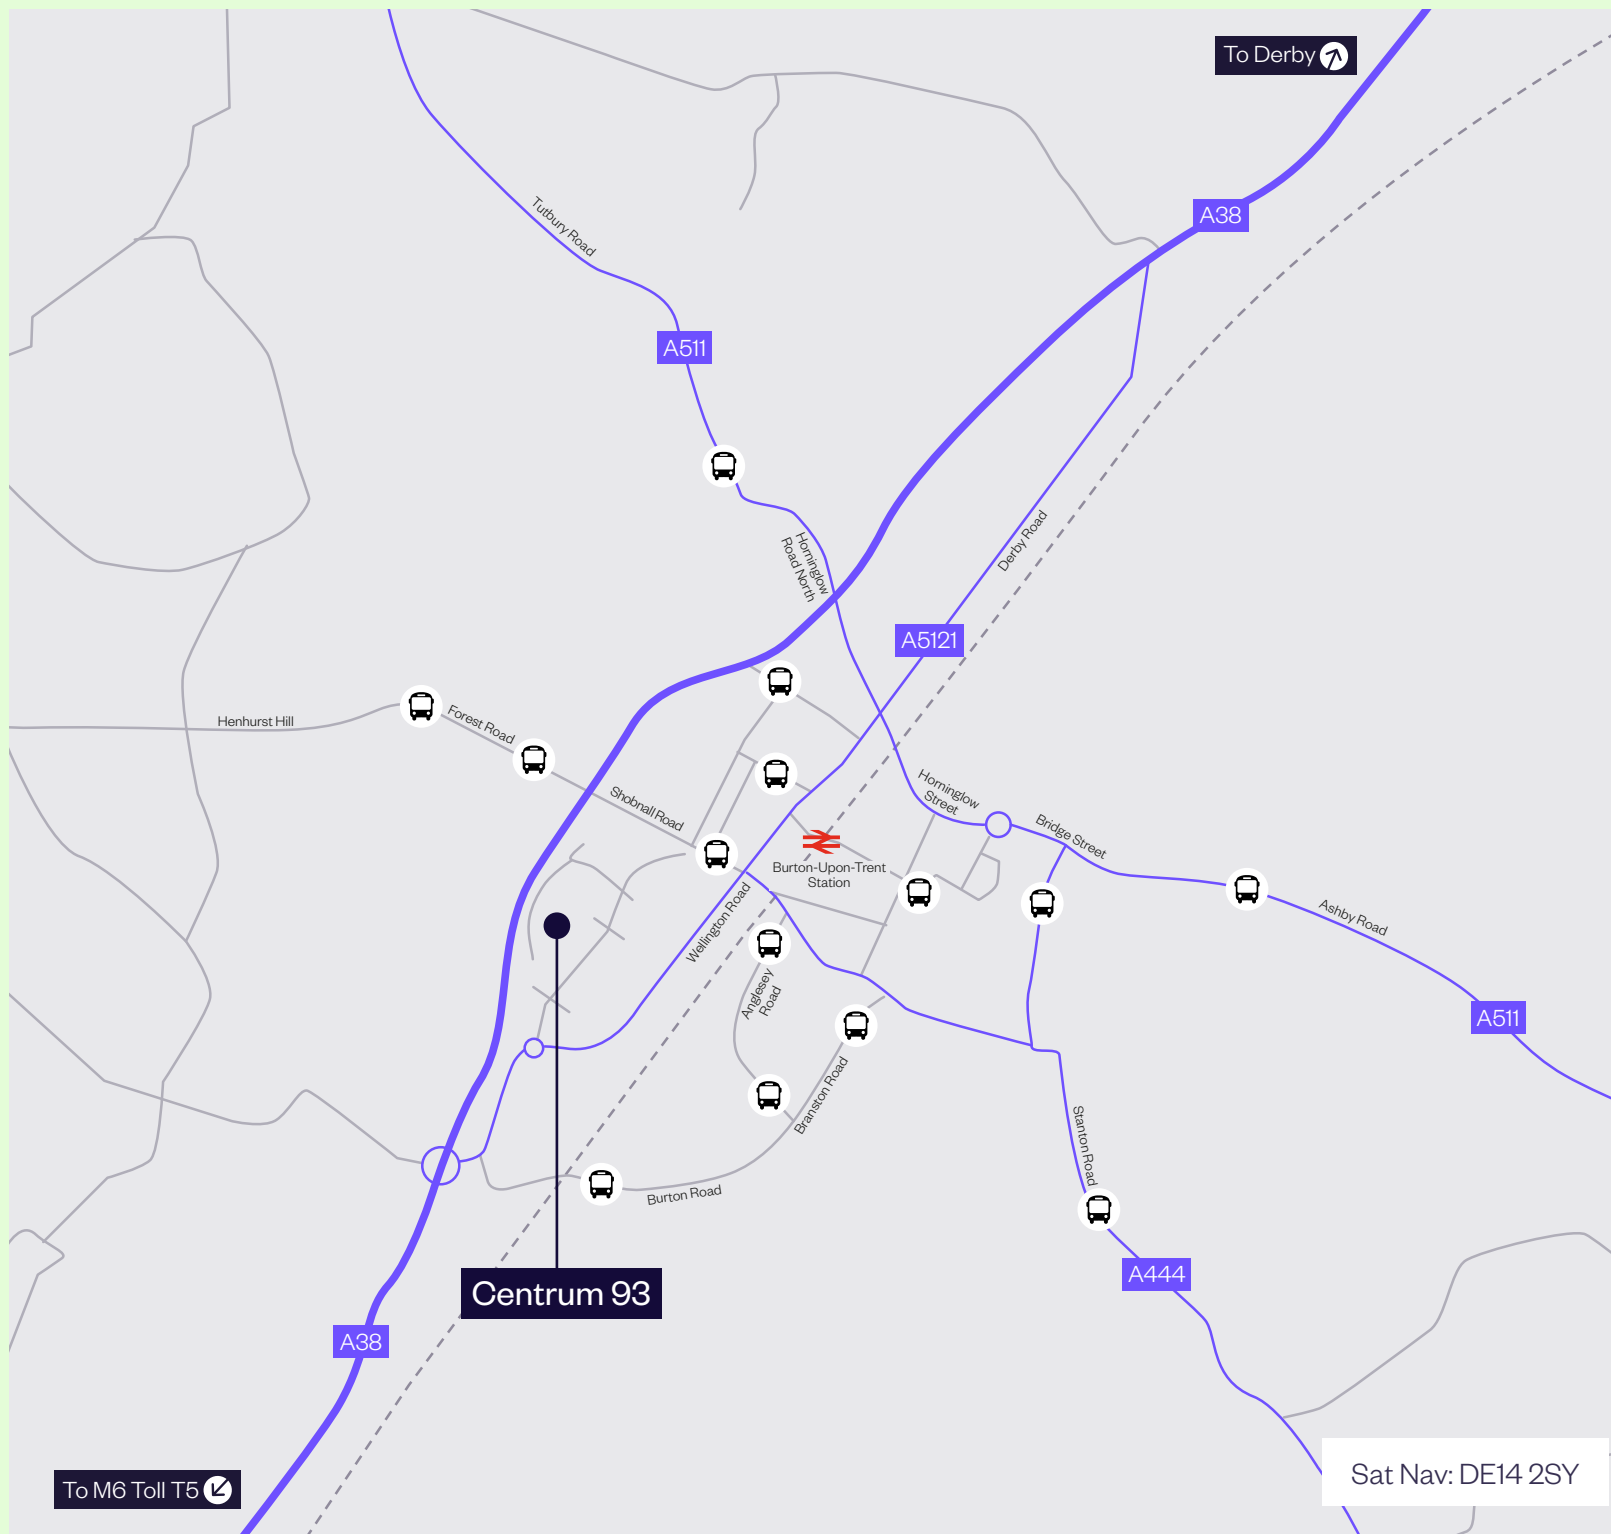 To Derby
A38
Tutbury Road
A511
Horninglow
Road North
Derby Road
A5121
Henhurst Hill
Forest Road
Shobnall Road
Horninglow
Street
Bridge Street
Burton-Upon-Trent
Station
Wellington Road
Ashby Road
Anglesey
Road
A511
Branston Road
Stanton Road
Burton Road
A444
Centrum 93
A38
To M6 Toll T5
Sat Nav: DE14 2SY